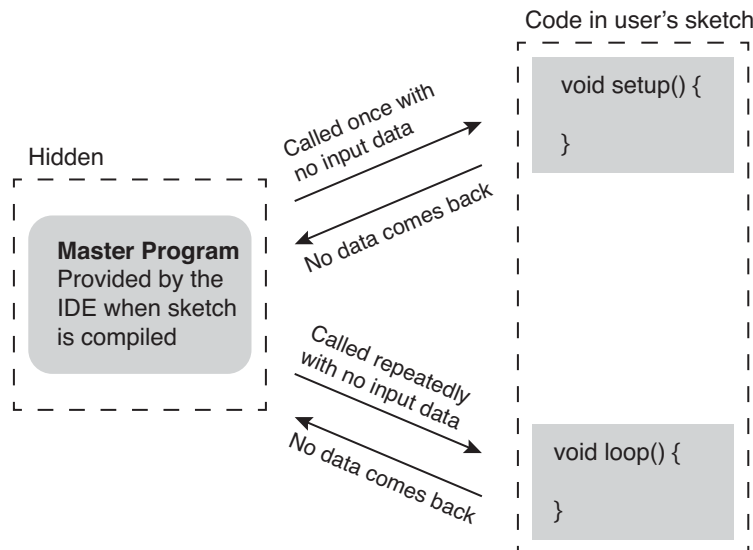 Code in user's sketch
void setup() {
}
Called once with
no input data
No data comes back
Hidden
Master Program
Provided by the
IDE when sketch
is compiled
Called repeatedly
with no input data
No data comes back
void loop() {
}